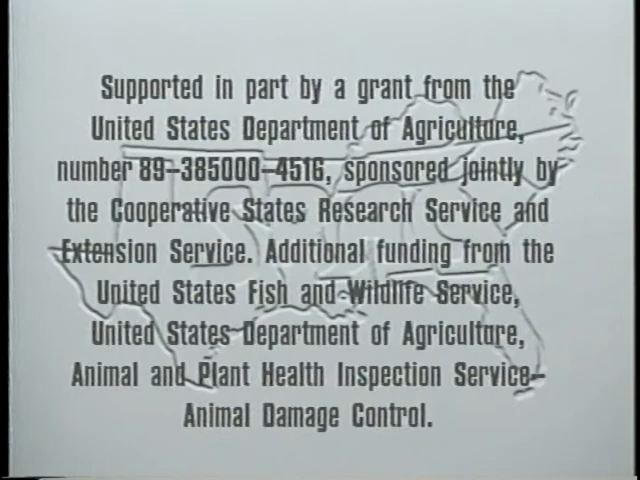 Supported in part by a grant from the
United States Department of Agriculture,
number 89-385000-4516, sponsored jointly by
the Cooperative States Research Service and
Extension Service. Additional funding from the
United States Fish and Wildlife Service,
United States Department of Agriculture,
Animal and Plant Health Inspection Service-
Animal Damage Control.